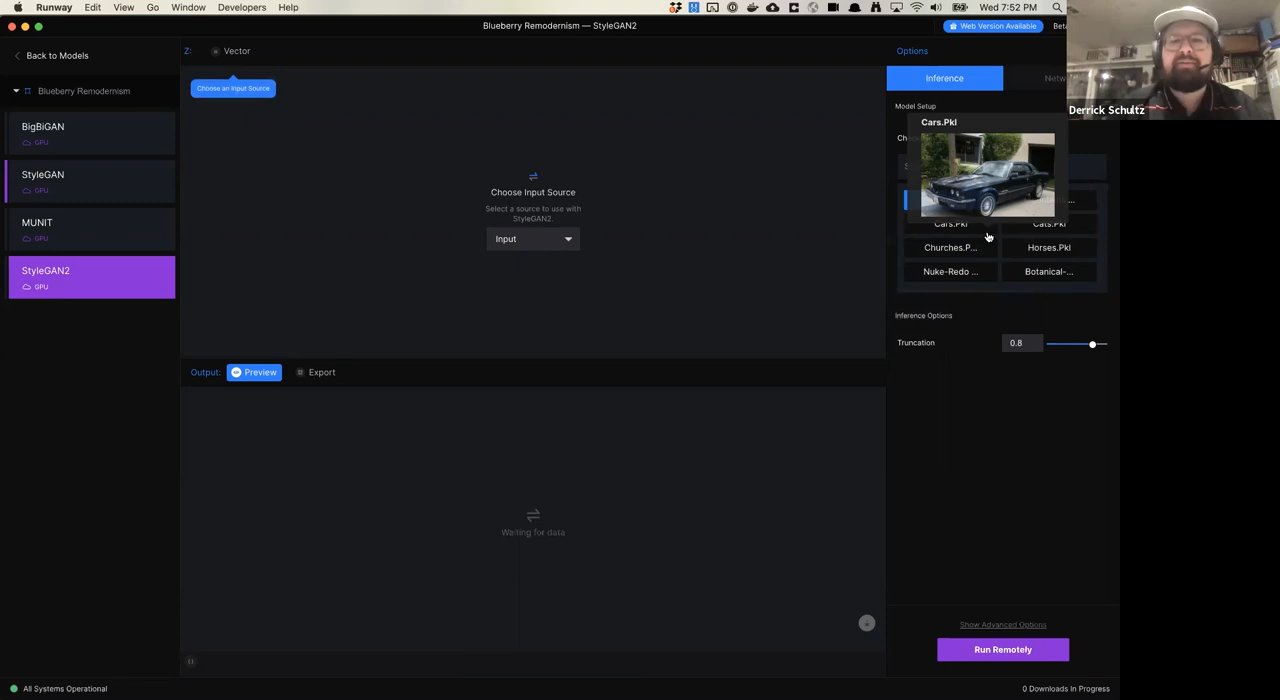 Runway File Edit View Go Window Developers Help Wed 7:52 PM
Blueberry Remodernism — StyleGAN2
Web Version Available
Back to Models
Z: Vector
Options
Choose an Input Source
Inference
Blueberry Remodernism
Model Setup
Derrick Schultz
Cars.Pkl
BigBiGAN
GPU
StyleGAN
GPU
Choose Input Source
Select a source to use with
StyleGAN2.
Input
MUNIT
GPU
Cars.Pkl
Cats.Pkl
Churches.P...
Horses.Pkl
StyleGAN2
GPU
Nuke-Redo ...
Botanical-...
Inference Options
Truncation 0.8
Output: Preview Export
Waiting for data
Show Advanced Options
Run Remotely
All Systems Operational
0 Downloads In Progress